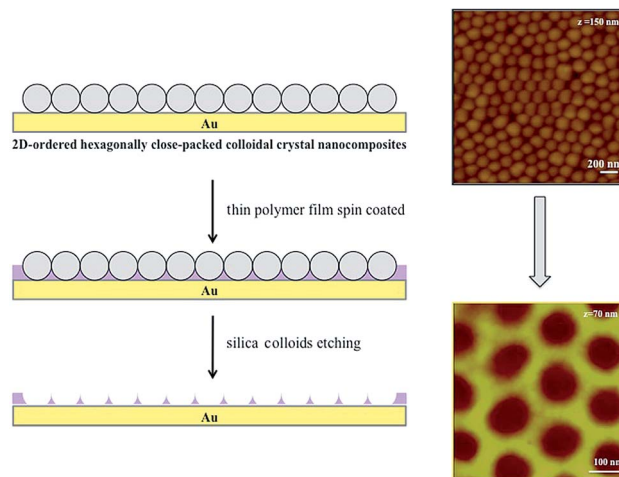 Au
2D-ordered hexagonally close-packed colloidal crystal nanocomposites
thin polymer film spin coated
Au
silica colloids etching
Au
z =150 nm
200 nm
z=70 nm
100 nm